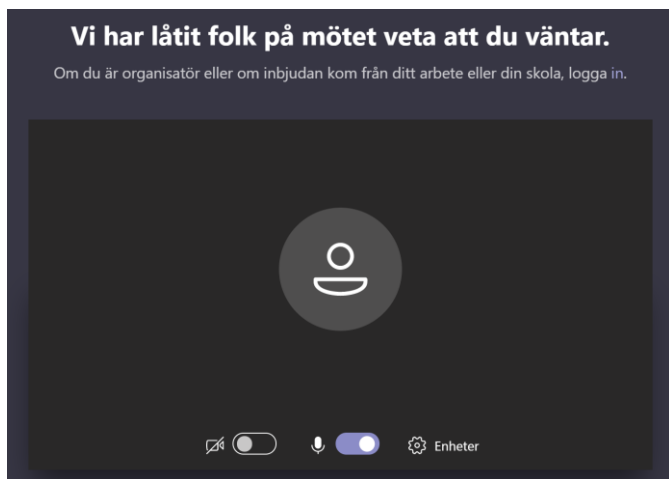 Vi har låtit folk på mötet veta att du väntar.
Om du är organisatör eller om inbjudan kom från ditt arbete eller din skola, logga in.
Enheter